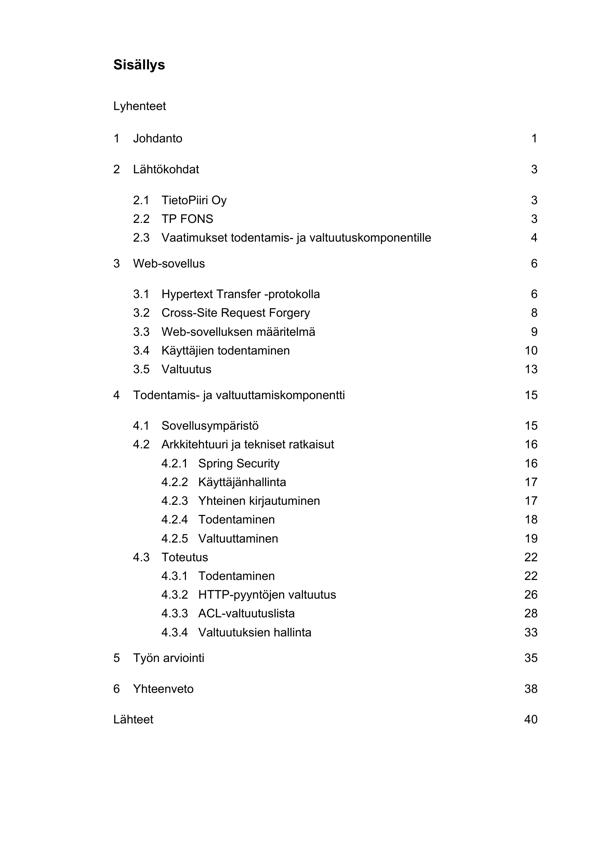 Sisällys
Lyhenteet
1 Johdanto 1
2 Lähtökohdat 3
2.1 TietoPiiri Oy 3
2.2 TP FONS 3
2.3 Vaatimukset todentamis- ja valtuutuskomponentille 4
3 Web-sovellus 6
3.1 Hypertext Transfer -protokolla 6
3.2 Cross-Site Request Forgery 8
3.3 Web-sovelluksen määritelmä 9
3.4 Käyttäjien todentaminen 10
3.5 Valtuutus 13
4 Todentamis- ja valtuuttamiskomponentti 15
4.1 Sovellusympäristö 15
4.2 Arkkitehtuuri ja tekniset ratkaisut 16
4.2.1 Spring Security 16
4.2.2 Käyttäjänhallinta 17
4.2.3 Yhteinen kirjautuminen 17
4.2.4 Todentaminen 18
4.2.5 Valtuuttaminen 19
4.3 Toteutus 22
4.3.1 Todentaminen 22
4.3.2 HTTP-pyyntöjen valtuutus 26
4.3.3 ACL-valtuutuslista 28
4.3.4 Valtuutuksien hallinta 33
5 Työn arviointi 35
6 Yhteenveto 38
Lähteet 40